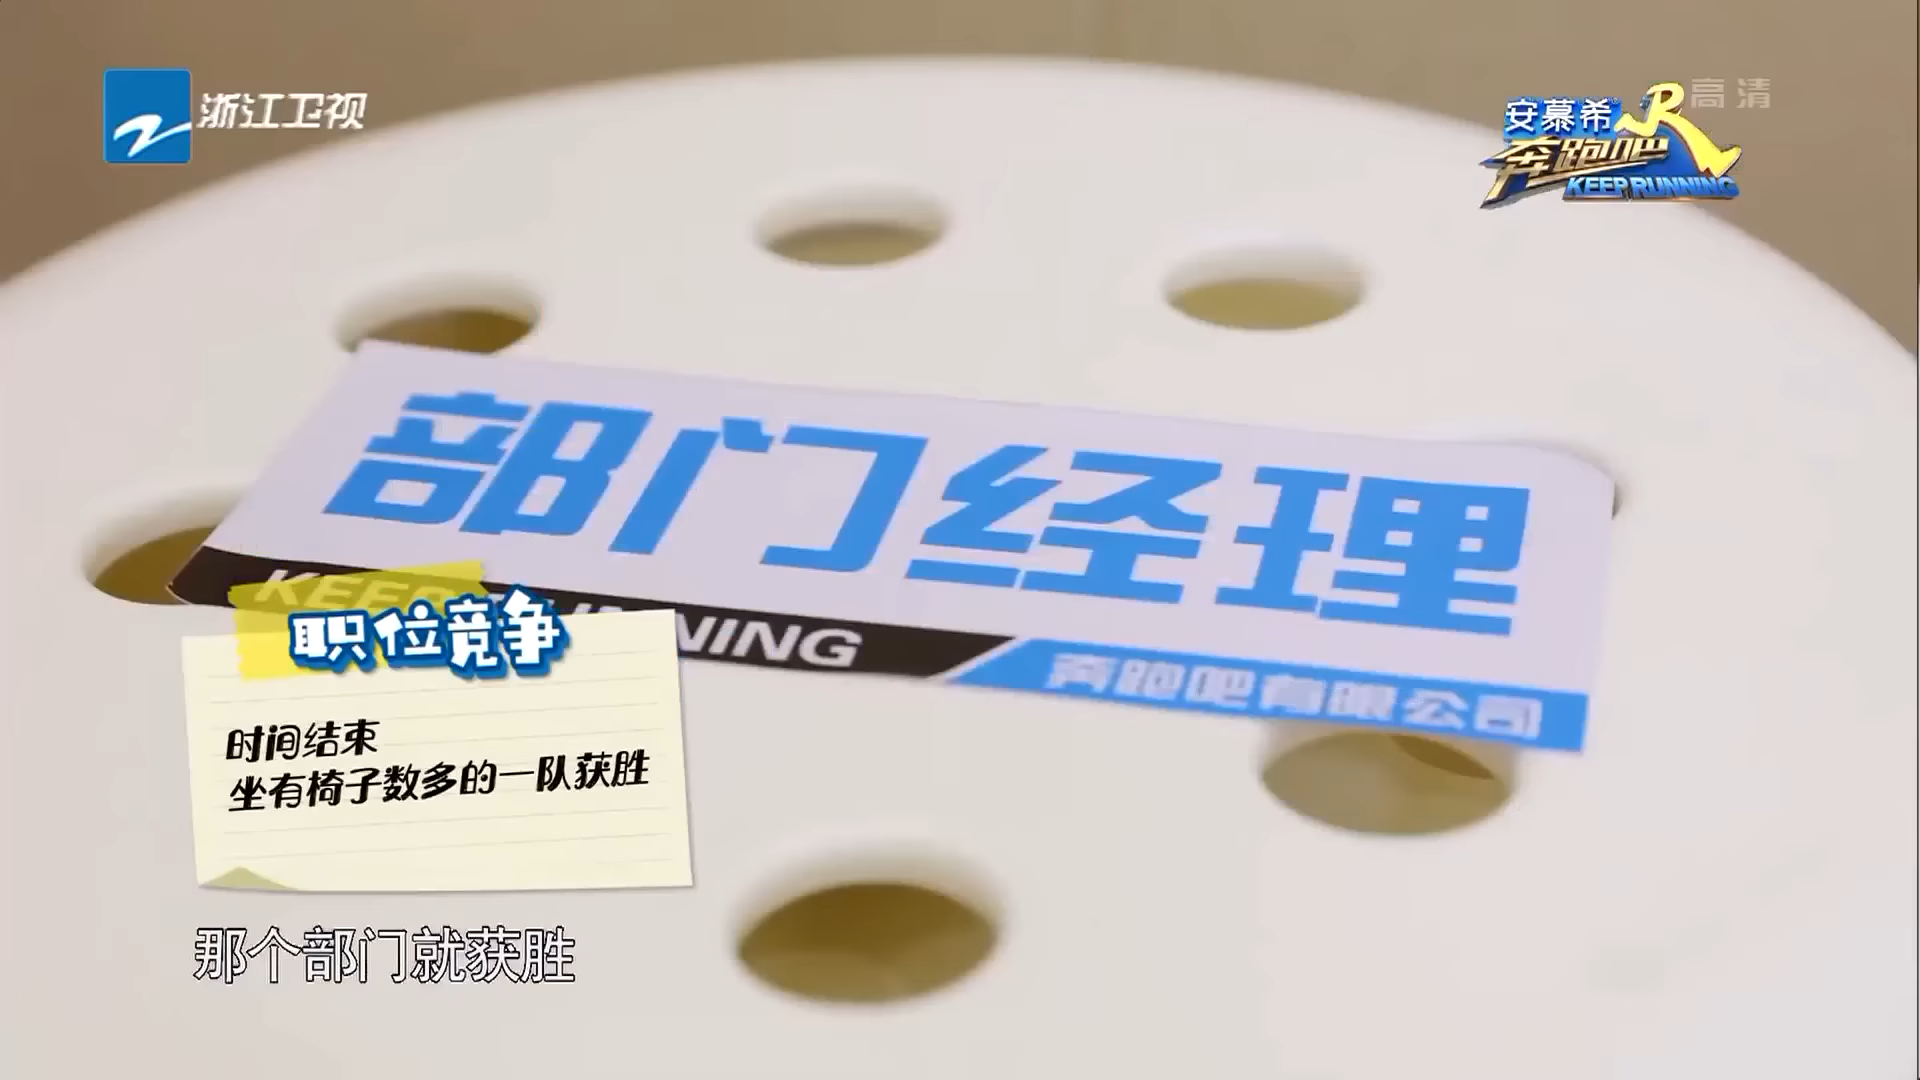 浙江卫视
高清
安慕希
奔跑吧
KEEP RUNNING
部门经理
NING
奔跑吧有限公司
职位竞争
时间结束
坐有椅子数多的一队获胜
那个部门就获胜